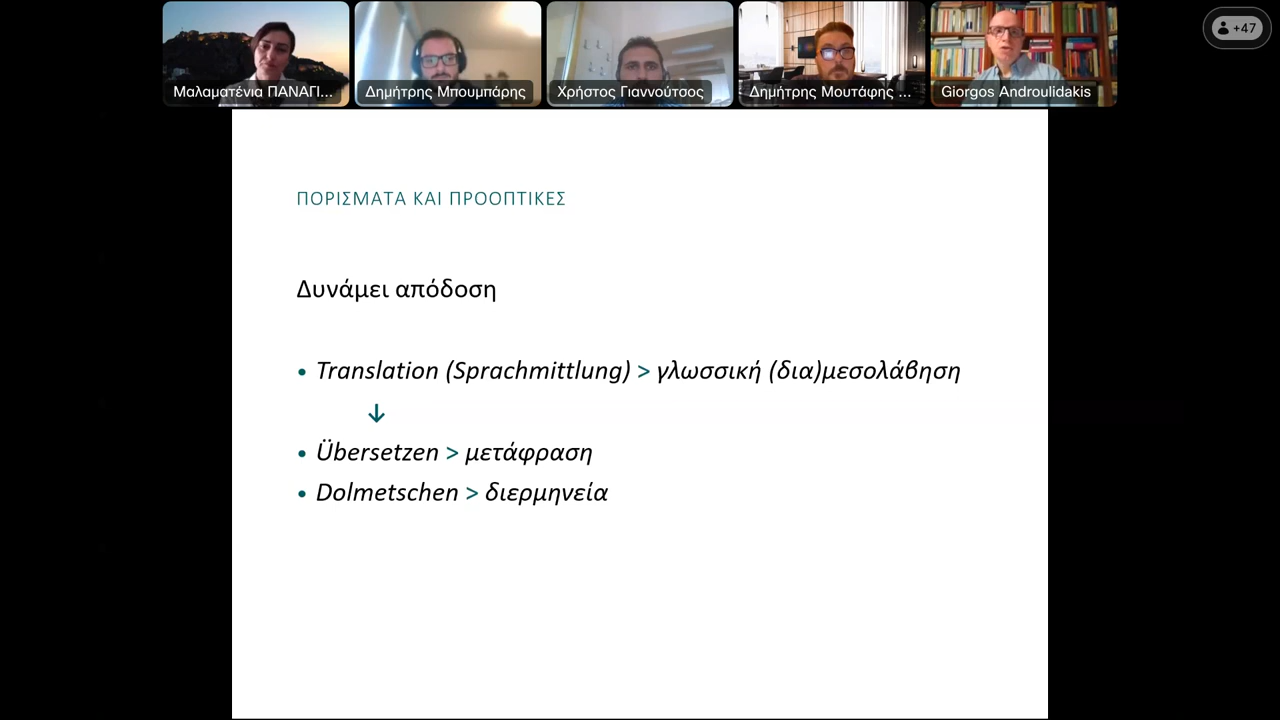 Μαλαματένια ΠΑΝΑΓΙ...
Δημήτρης Μπουμπάρης
Χρήστος Γιαννούτσος
Δημήτρης Μουτάφης ...
Giorgos Androulidakis
+47
ΠΟΡΙΣΜΑΤΑ ΚΑΙ ΠΡΟΟΠΤΙΚΕΣ
Δυνάμει απόδοση
• Translation (Sprachmittlung) > γλωσσική (δια)μεσολάβηση
↓
• Übersetzen > μετάφραση
• Dolmetschen > διερμηνεία